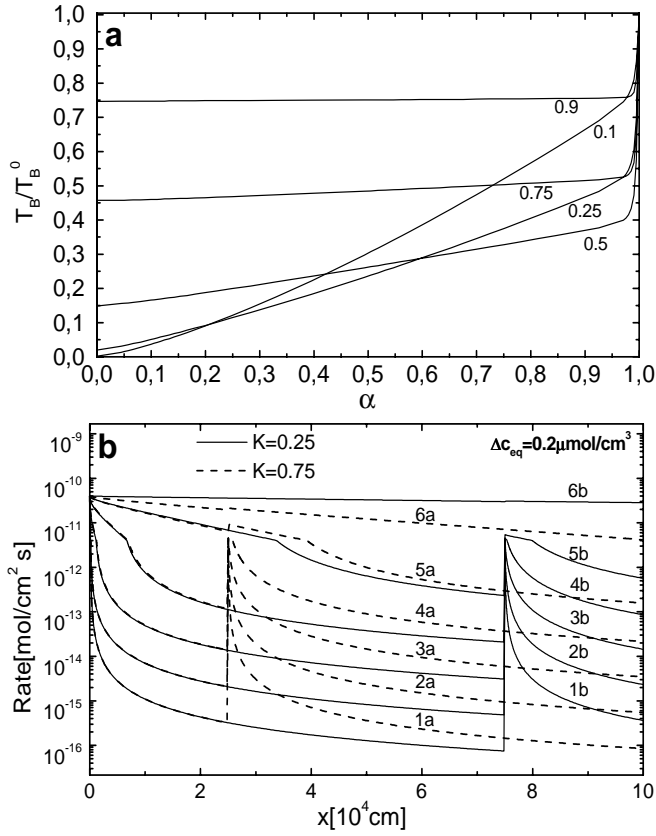 a
1,0
0,9
0,8
0,7
0,6
0,5
0,4
0,3
0,2
0,1
0,0
T_B/T_B^0
0.9
0.1
0.75
0.25
0.5
0,0 0,1 0,2 0,3 0,4 0,5 0,6 0,7 0,8 0,9 1,0
α
b
K=0.25
K=0.75
Δc_eq=0.2μmol/cm^3
10^-9
10^-10
10^-11
10^-12
10^-13
10^-14
10^-15
10^-16
Rate[mol/cm^2 s]
6b
6a
5b
5a
4b
4a
3b
3a
2b
2a
1b
1a
0 2 4 6 8 10
x[10^4cm]